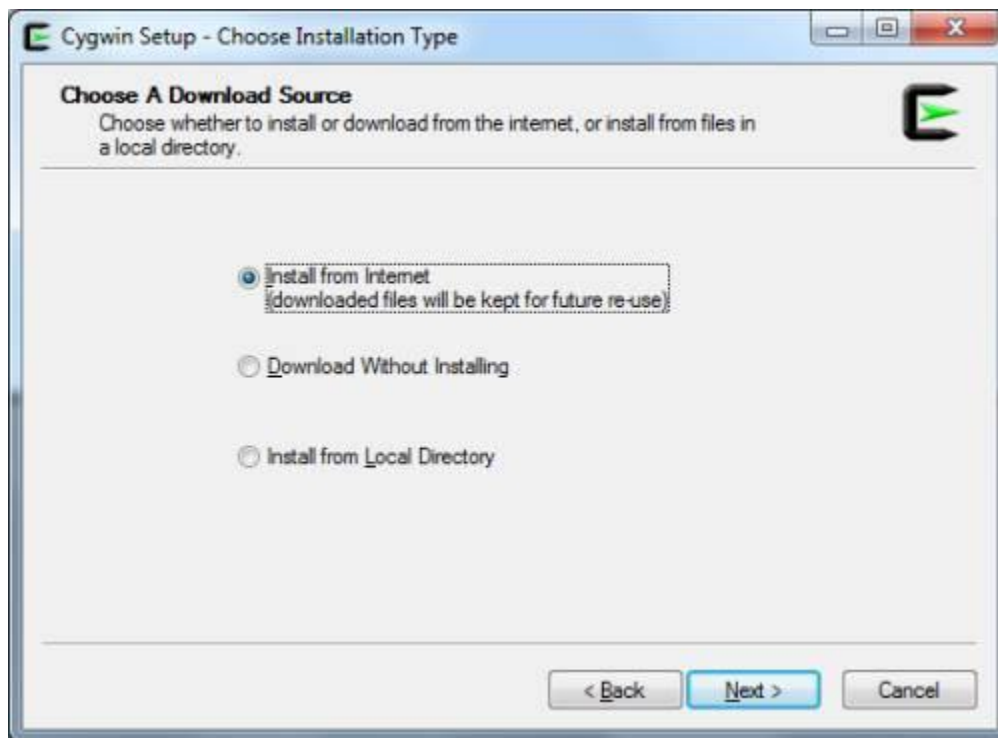 Cygwin Setup - Choose Installation Type
Choose A Download Source
Choose whether to install or download from the internet, or install from files in
a local directory.
Install from Internet
(downloaded files will be kept for future re-use)
Download Without Installing
Install from Local Directory
< Back
Next >
Cancel